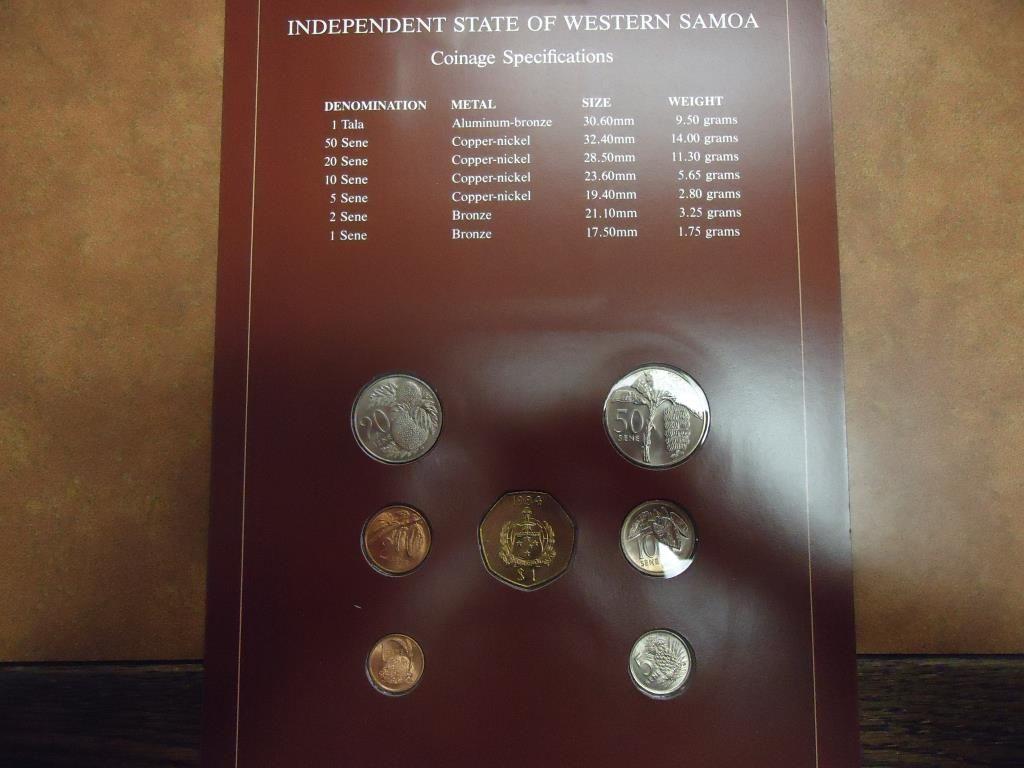 INDEPENDENT STATE OF WESTERN SAMOA
Coinage Specifications
DENOMINATION METAL SIZE WEIGHT
1 Tala Aluminum-bronze 30.60mm 9.50 grams
50 Sene Copper-nickel 32.40mm 14.00 grams
20 Sene Copper-nickel 28.50mm 11.30 grams
10 Sene Copper-nickel 23.60mm 5.65 grams
5 Sene Copper-nickel 19.40mm 2.80 grams
2 Sene Bronze 21.10mm 3.25 grams
1 Sene Bronze 17.50mm 1.75 grams
20
50
SENE
1984
$1
10
SENE
5